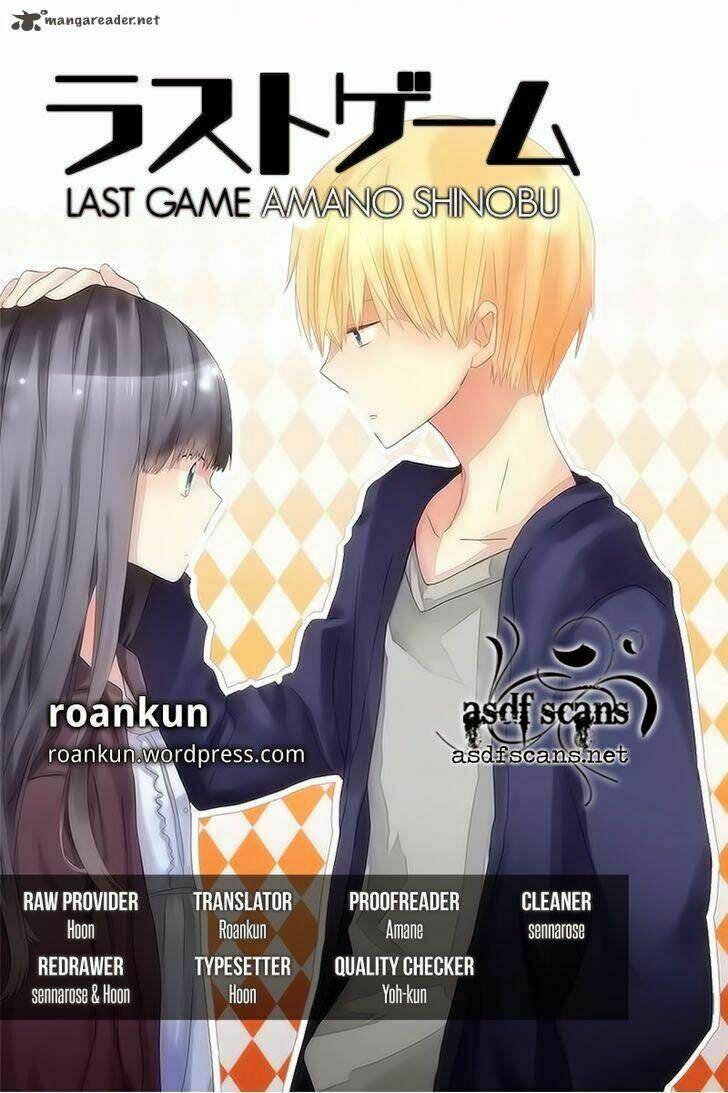 mangareader.net
ラストゲーム
LAST GAME AMANO SHINOBU
roankun
roankun.wordpress.com
asdf scans
asdfscans.net
RAW PROVIDER
Hoon
TRANSLATOR
Roankun
PROOFREADER
Amane
CLEANER
sennarose
REDRAWER
sennarose & Hoon
TYPESETTER
Hoon
QUALITY CHECKER
Yoh-kun